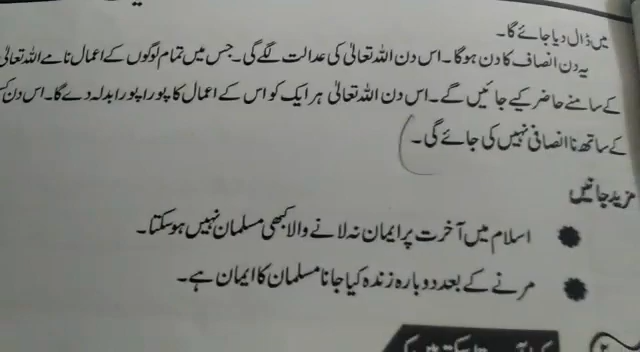 میں ڈال دیا جائے گا۔
یہ دن انصاف کا دن ہوگا۔ اس دن اللہ تعالیٰ کی عدالت لگے گی۔ جس میں تمام لوگوں کے اعمال نامے اللہ تعالیٰ
کے سامنے حاضر کیے جائیں گے۔ اس دن اللہ تعالیٰ ہر ایک کو اس کے اعمال کا پورا پورا بدلہ دے گا۔ اس دن
کے ساتھ نا انصافی نہیں کی جائے گی۔
مزید جانیں
اسلام میں آخرت پر ایمان نہ لانے والا کبھی مسلمان نہیں ہوسکتا۔
مرنے کے بعد دوبارہ زندہ کیا جانا مسلمان کا ایمان ہے۔